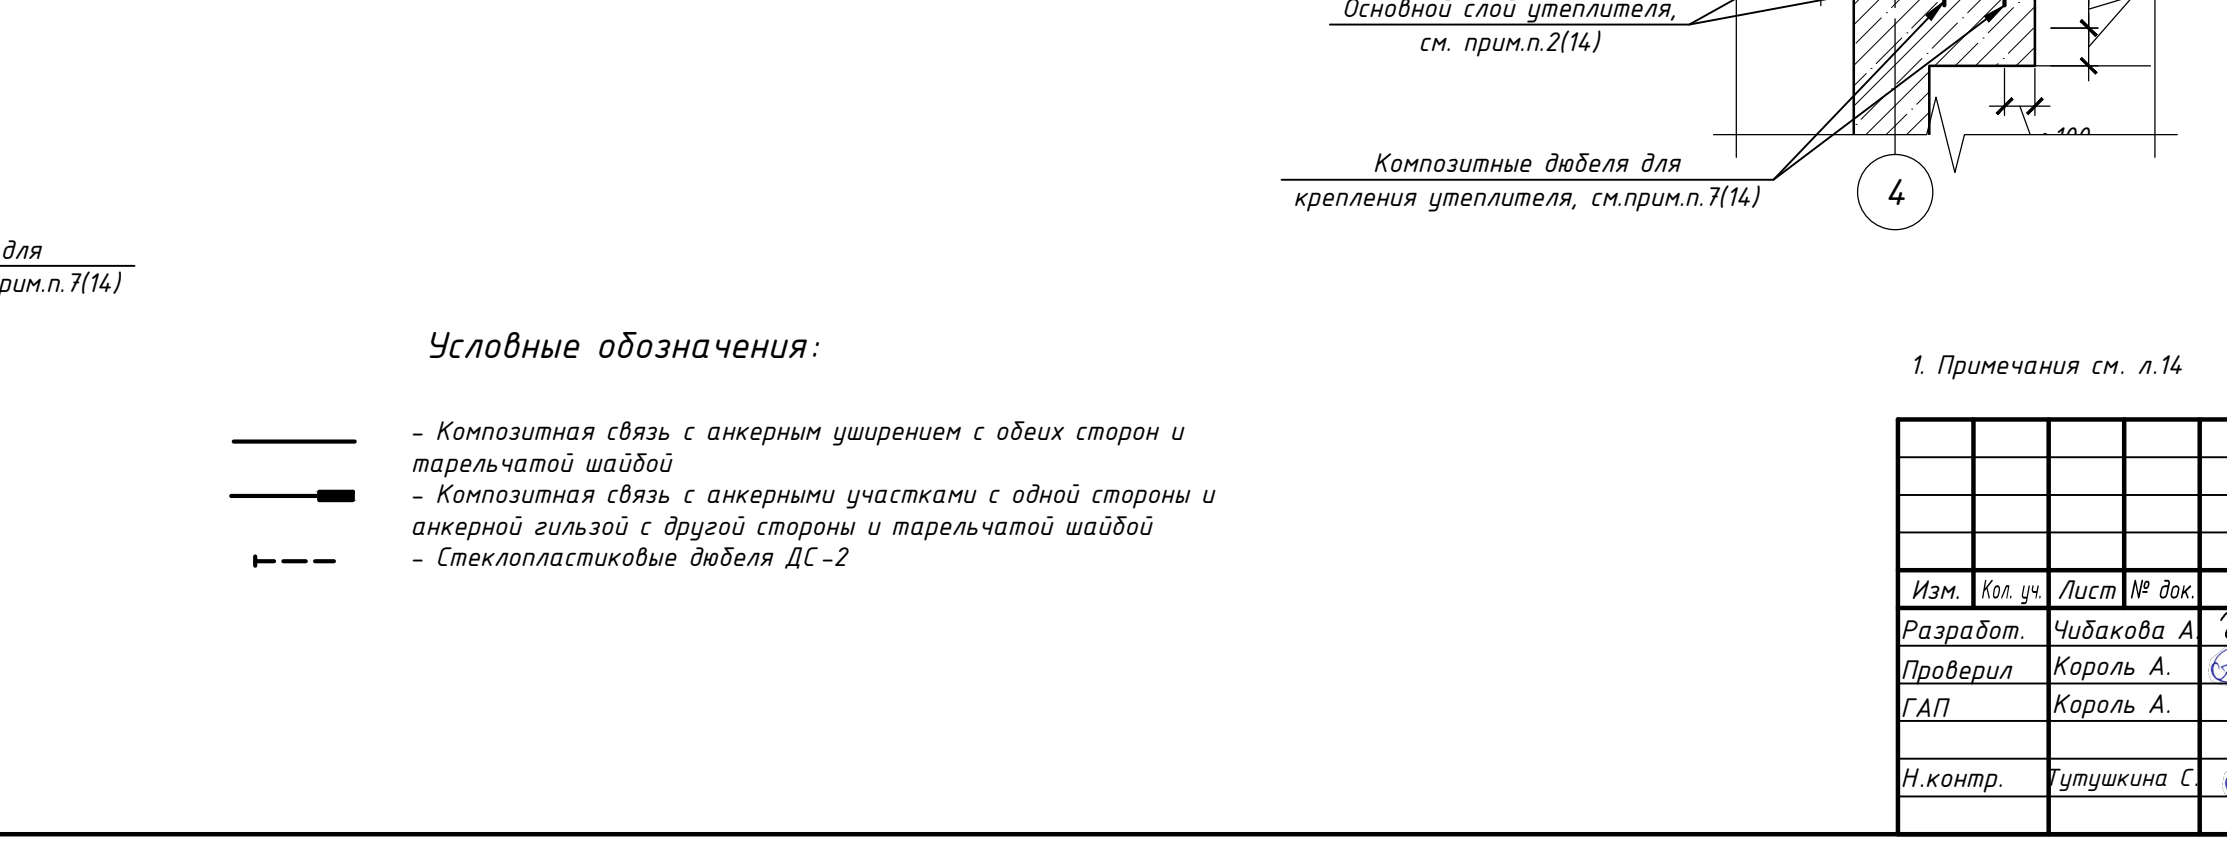 Основной слой утеплителя,
см. прим.п.2(14)
100
Композитные дюбеля для
крепления утеплителя, см.прим.п.7(14)
4
для
рим.п.7(14)
Условные обозначения:
1. Примечания см. л.14
- Композитная связь с анкерным уширением с обеих сторон и
тарельчатой шайбой
- Композитная связь с анкерными участками с одной стороны и
анкерной гильзой с другой стороны и тарельчатой шайбой
- Стеклопластиковые дюбеля ДС-2
Изм. Кол. уч. Лист № док.
Разработ. Чибакова А.
Проверил Король А.
ГАП Король А.
Н.контр. Тутушкина С.